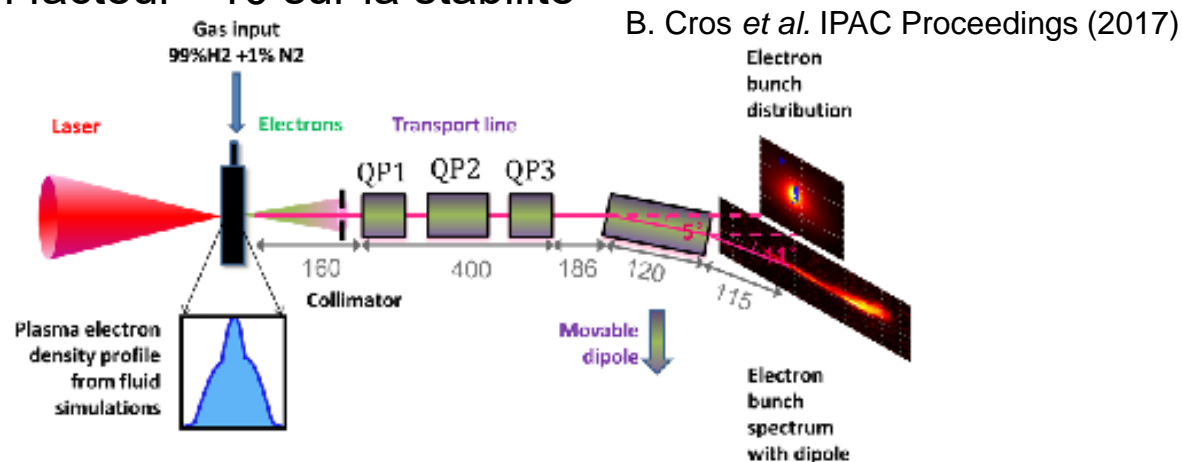 B. Cros et al. IPAC Proceedings (2017)
Gas input
99%H2 +1% N2
Laser
Electrons
Transport line
QP1
QP2
QP3
Electron
bunch
distribution
5°
160
400
186
120
115
Collimator
Plasma electron
density profile
from fluid
simulations
Movable
dipole
Electron
bunch
spectrum
with dipole